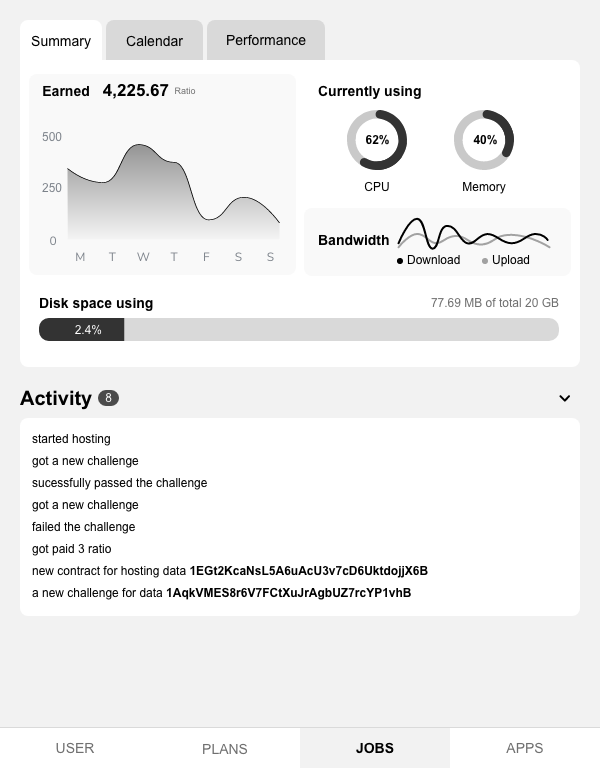 Summary Calendar Performance
Earned 4,225.67 Ratio
500
250
0
M T W T F S S
Currently using
62% 40%
CPU Memory
Bandwidth
Download Upload
Disk space using 77.69 MB of total 20 GB
2.4%
Activity 8
started hosting
got a new challenge
sucessfully passed the challenge
got a new challenge
failed the challenge
got paid 3 ratio
new contract for hosting data 1EGt2KcaNsL5A6uAcU3v7cD6UktdojjX6B
a new challenge for data 1AqkVMES8r6V7FCtXuJrAgbUZ7rcYP1vhB
USER PLANS JOBS APPS